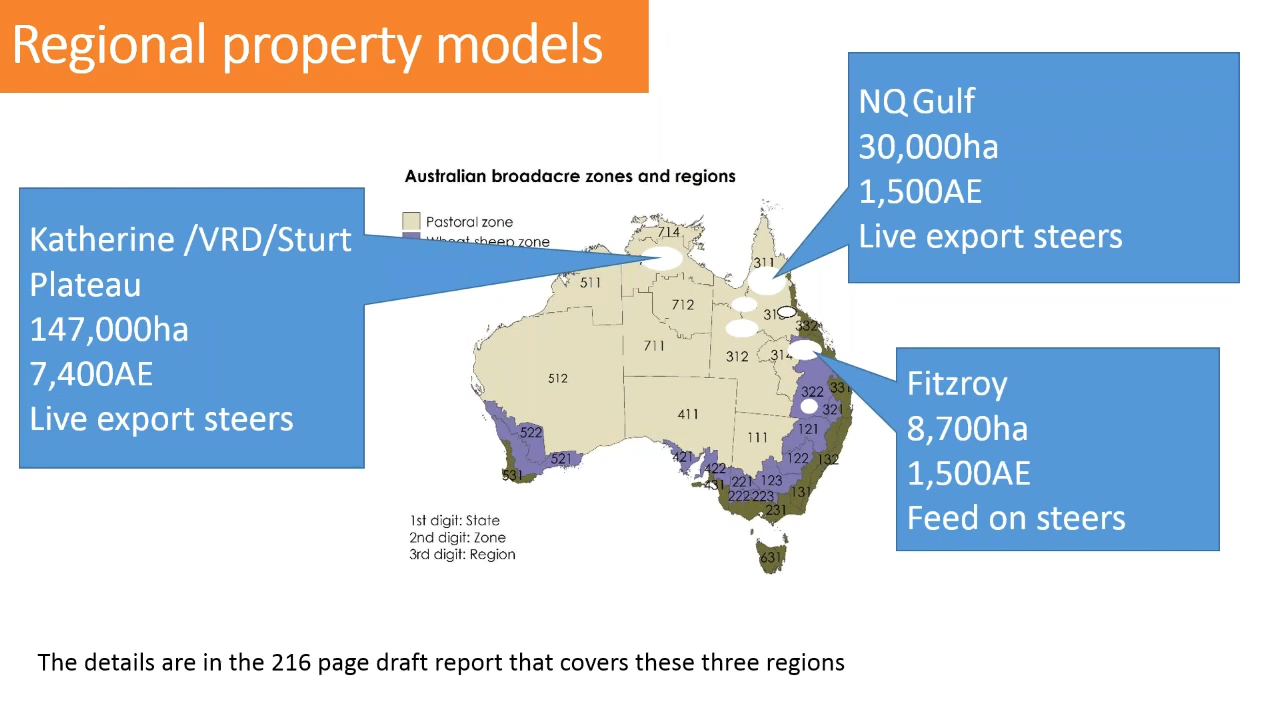 Regional property models
NQ Gulf
30,000ha
1,500AE
Live export steers
Katherine /VRD/Sturt
Plateau
147,000ha
7,400AE
Live export steers
Australian broadacre zones and regions
Pastoral zone
Wheat sheep zone
714
311
511
712
332
711
312
314
512
322
331
321
411
111
121
522
521
421
422
122
132
531
431
221
123
222
223
131
231
631
Fitzroy
8,700ha
1,500AE
Feed on steers
1st digit: State
2nd digit: Zone
3rd digit: Region
The details are in the 216 page draft report that covers these three regions